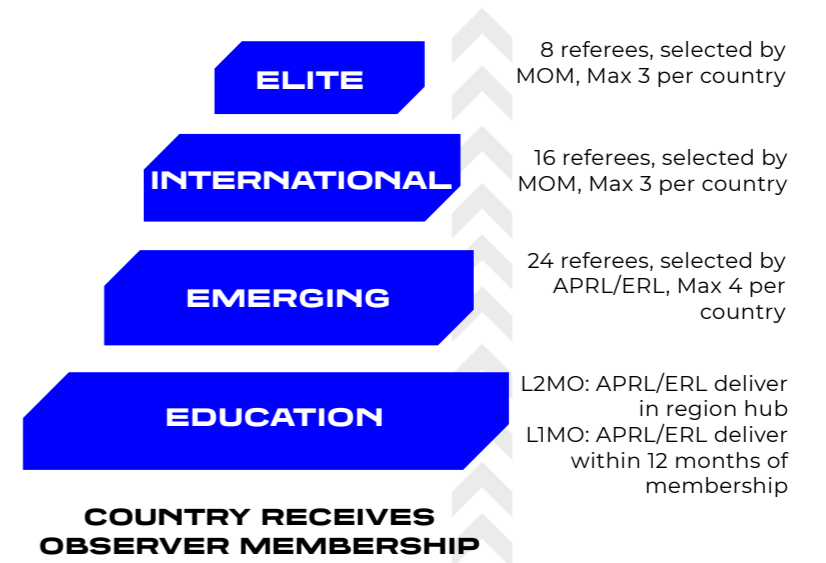 ELITE
8 referees, selected by
MOM, Max 3 per country
INTERNATIONAL
16 referees, selected by
MOM, Max 3 per country
EMERGING
24 referees, selected by
APRL/ERL, Max 4 per
country
EDUCATION
L2MO: APRL/ERL deliver
in region hub
L1MO: APRL/ERL deliver
within 12 months of
membership
COUNTRY RECEIVES
OBSERVER MEMBERSHIP